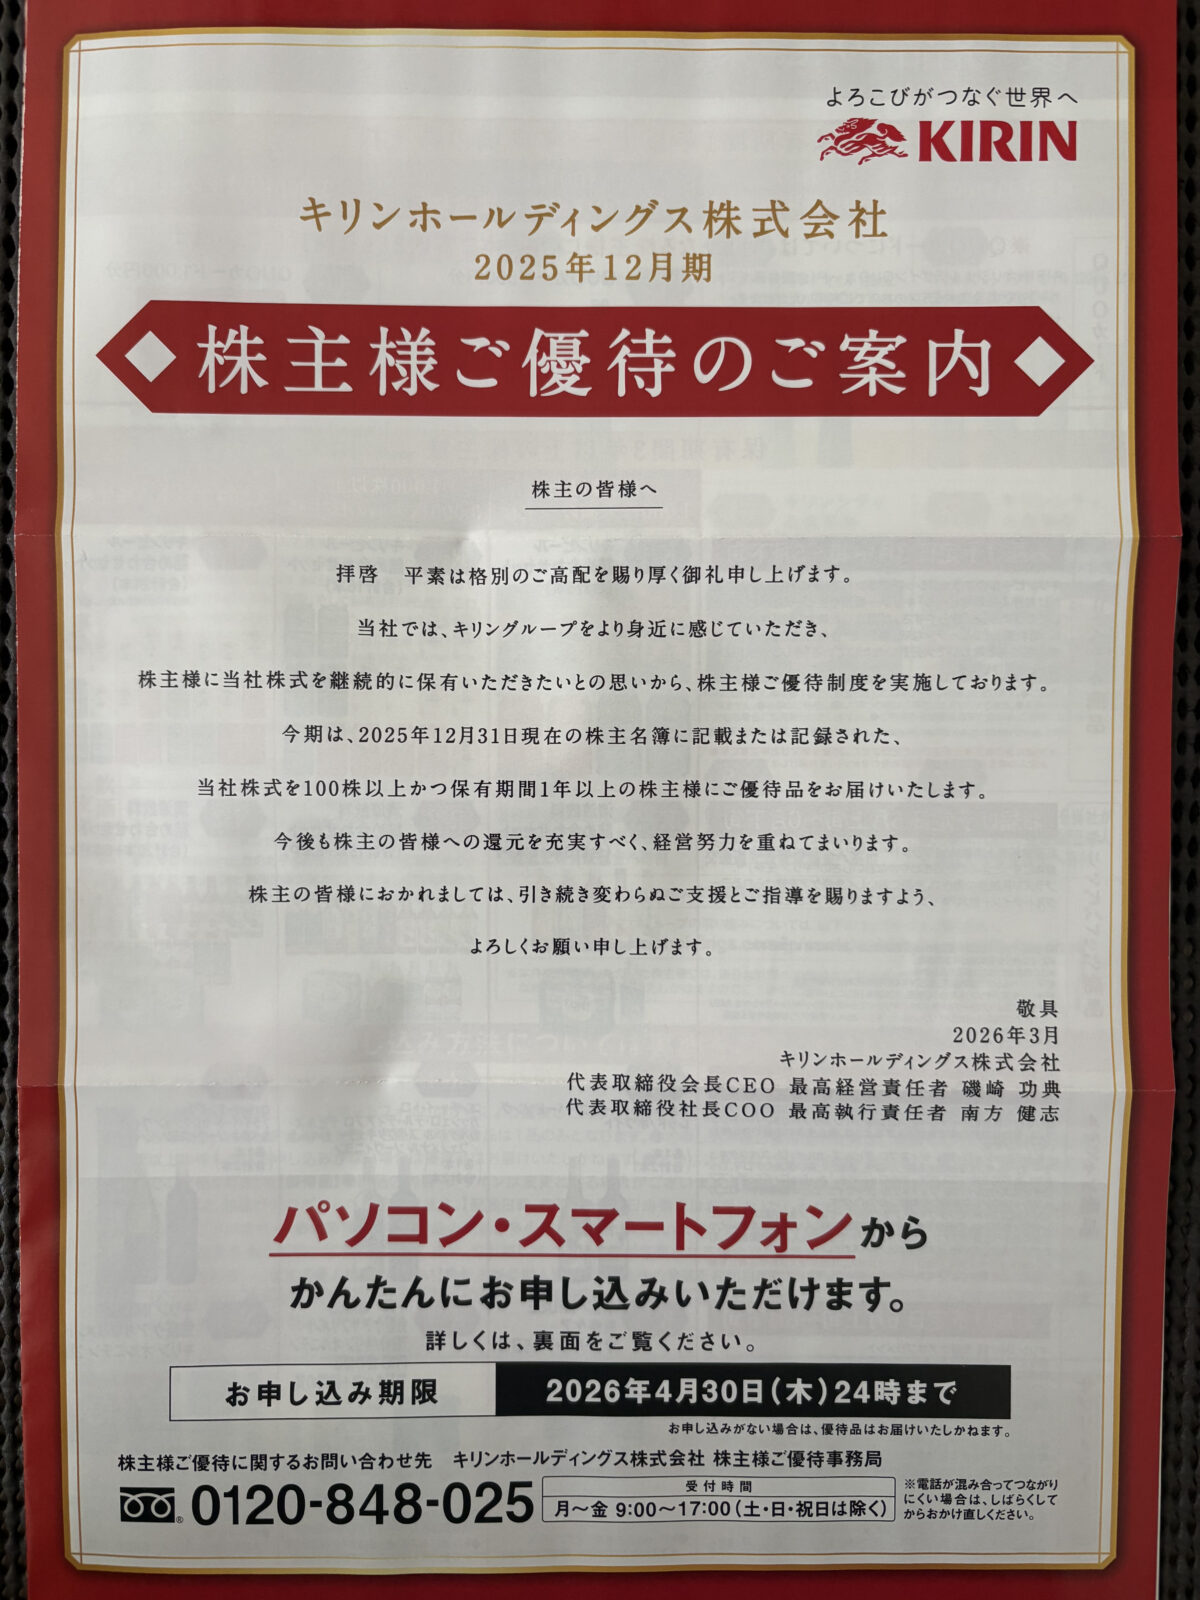 よろこびがつなぐ世界へ
KIRIN
キリンホールディングス株式会社
2025年12月期
株主様ご優待のご案内
株主の皆様へ
拝啓　平素は格別のご高配を賜り厚く御礼申し上げます。
当社では、キリングループをより身近に感じていただき、
株主様に当社株式を継続的に保有いただきたいとの思いから、株主様ご優待制度を実施しております。
今期は、2025年12月31日現在の株主名簿に記載または記録された、
当社株式を100株以上かつ保有期間1年以上の株主様にご優待品をお届けいたします。
今後も株主の皆様への還元を充実すべく、経営努力を重ねてまいります。
株主の皆様におかれましては、引き続き変わらぬご支援とご指導を賜りますよう、
よろしくお願い申し上げます。
敬具
2026年3月
キリンホールディングス株式会社
代表取締役会長CEO 最高経営責任者 磯崎 功典
代表取締役社長COO 最高執行責任者 南方 健志
パソコン・スマートフォンから
かんたんにお申し込みいただけます。
詳しくは、裏面をご覧ください。
お申し込み期限 2026年4月30日(木)24時まで
お申し込みがない場合は、優待品はお届けいたしかねます。
株主様ご優待に関するお問い合わせ先 キリンホールディングス株式会社 株主様ご優待事務局
0120-848-025
受付時間
月～金 9:00～17:00(土・日・祝日は除く)
※電話が混み合ってつながり
にくい場合は、しばらくして
からおかけ直しください。